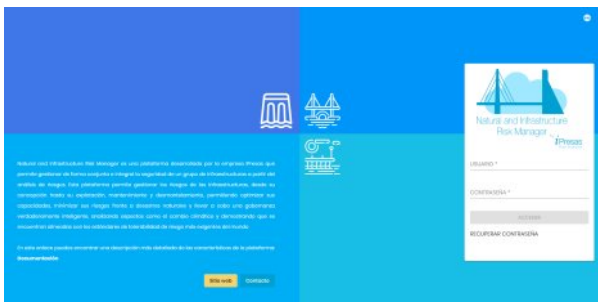 Natural and Infrastructure Risk Manager es una plataforma desarrollada por la empresa iPresas que
permite gestionar de forma conjunta e integral la seguridad de un grupo de infraestructuras a partir del
análisis de riesgos. Esta plataforma permite gestionar los riesgos de las infraestructuras, desde su
concepción hasta su explotación, mantenimiento y desmantelamiento, permitiendo optimizar sus
capacidades, minimizar sus riesgos frente a desastres naturales y llevar a cabo una gobernanza
verdaderamente inteligente, analizando aspectos como el cambio climático y demostrando que se
encuentran alineadas con los estándares de tolerabilidad de riesgo más exigentes del mundo.
En este enlace puedes encontrar una descripción más detallada de las características de la plataforma:
Documentación
Sitio web
Contacto
Natural and Infrastructure
Risk Manager
iPresas
USUARIO *
CONTRASEÑA *
ACCEDER
RECUPERAR CONTRASEÑA